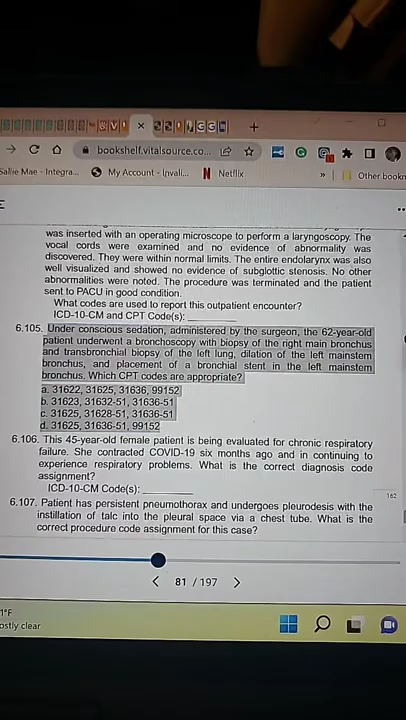 bookshelf.vitalsource.co...
Sallie Mae - Integra...
My Account - (Invali...
Netflix
»
Other bookm
was inserted with an operating microscope to perform a laryngoscopy. The
vocal cords were examined and no evidence of abnormality was
discovered. They were within normal limits. The entire endolarynx was also
well visualized and showed no evidence of subglottic stenosis. No other
abnormalities were noted. The procedure was terminated and the patient
sent to PACU in good condition.
What codes are used to report this outpatient encounter?
ICD-10-CM and CPT Code(s): ________
6.105. Under conscious sedation, administered by the surgeon, the 62-year-old
patient underwent a bronchoscopy with biopsy of the right main bronchus
and transbronchial biopsy of the left lung, dilation of the left mainstem
bronchus, and placement of a bronchial stent in the left mainstem
bronchus. Which CPT codes are appropriate?
a. 31622, 31625, 31636, 99152
b. 31623, 31632-51, 31636-51
c. 31625, 31628-51, 31636-51
d. 31625, 31636-51, 99152
6.106. This 45-year-old female patient is being evaluated for chronic respiratory
failure. She contracted COVID-19 six months ago and in continuing to
experience respiratory problems. What is the correct diagnosis code
assignment?
ICD-10-CM Code(s): ________
162
6.107. Patient has persistent pneumothorax and undergoes pleurodesis with the
instillation of talc into the pleural space via a chest tube. What is the
correct procedure code assignment for this case?
< 81 / 197 >
1°F
ostly clear